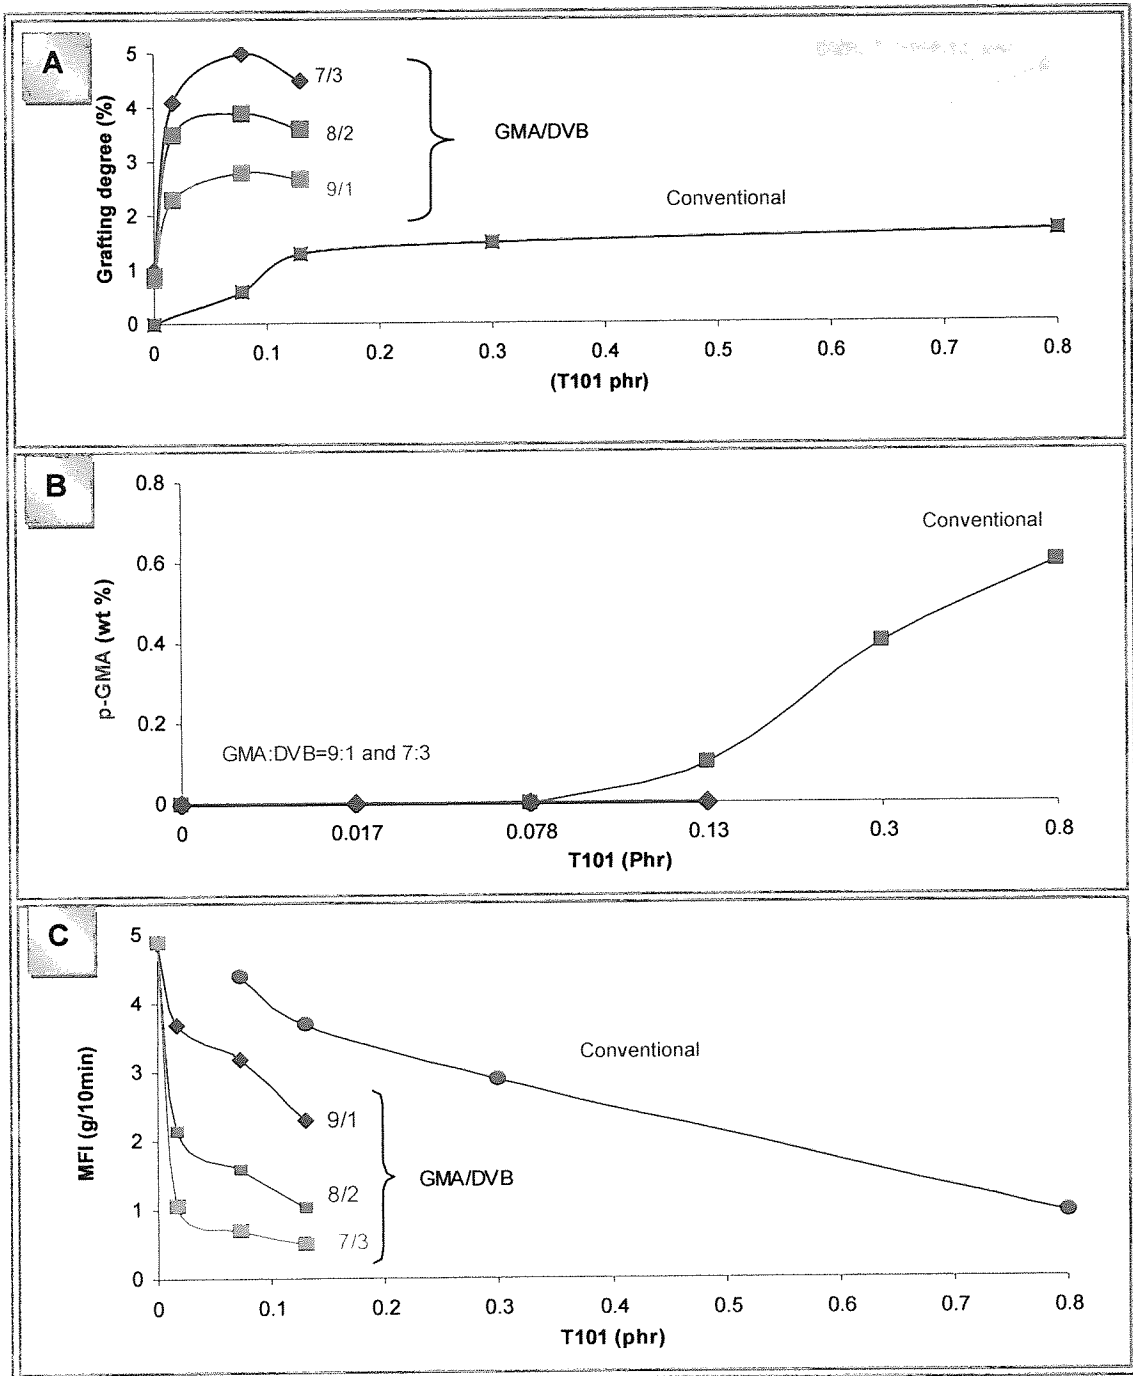 A
Grafting degree (%)
5
4
3
2
1
0
7/3
8/2
9/1
GMA/DVB
Conventional
0 0.1 0.2 0.3 0.4 0.5 0.6 0.7 0.8
(T101 phr)
B
p-GMA (wt %)
0.8
0.6
0.4
0.2
0
Conventional
GMA:DVB=9:1 and 7:3
0 0.017 0.078 0.13 0.3 0.8
T101 (Phr)
C
MFI (g/10min)
5
4
3
2
1
0
Conventional
9/1
8/2
7/3
GMA/DVB
0 0.1 0.2 0.3 0.4 0.5 0.6 0.7 0.8
T101 (phr)